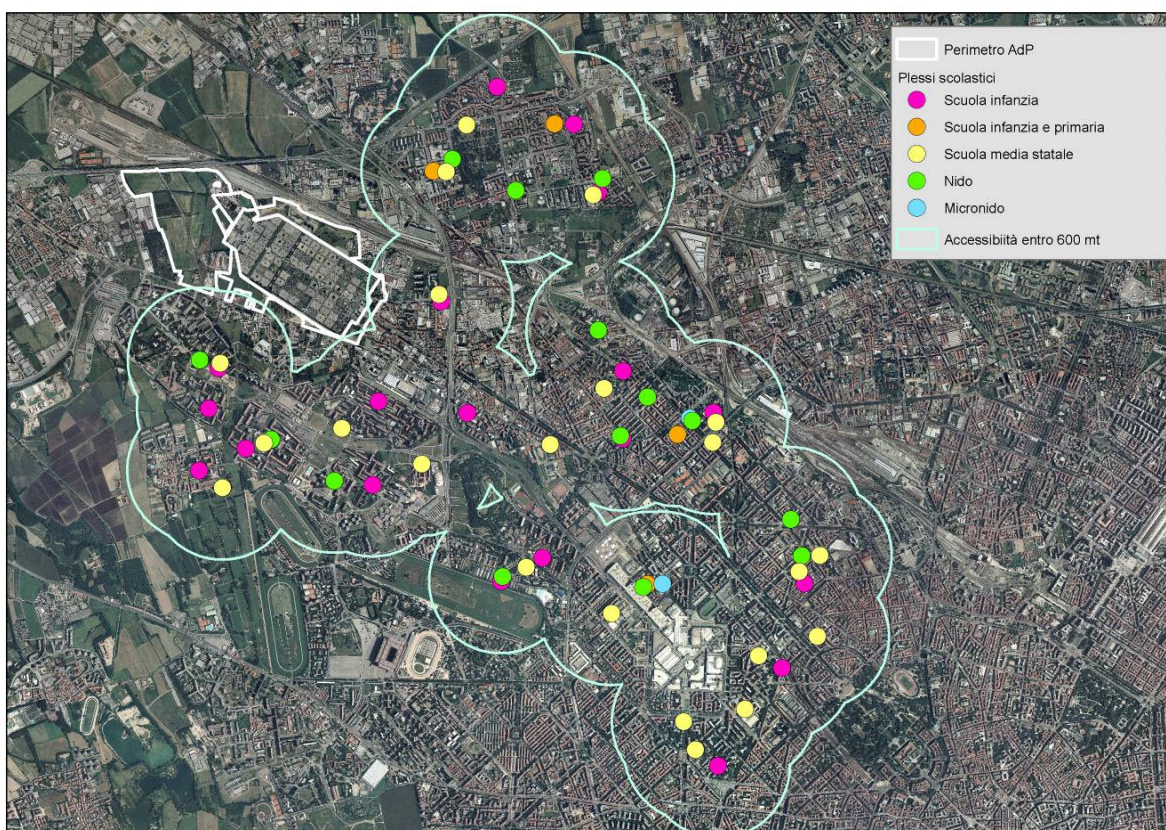 Perimetro AdP
Plessi scolastici
Scuola infanzia
Scuola infanzia e primaria
Scuola media statale
Nido
Micronido
Accessibiità entro 600 mt